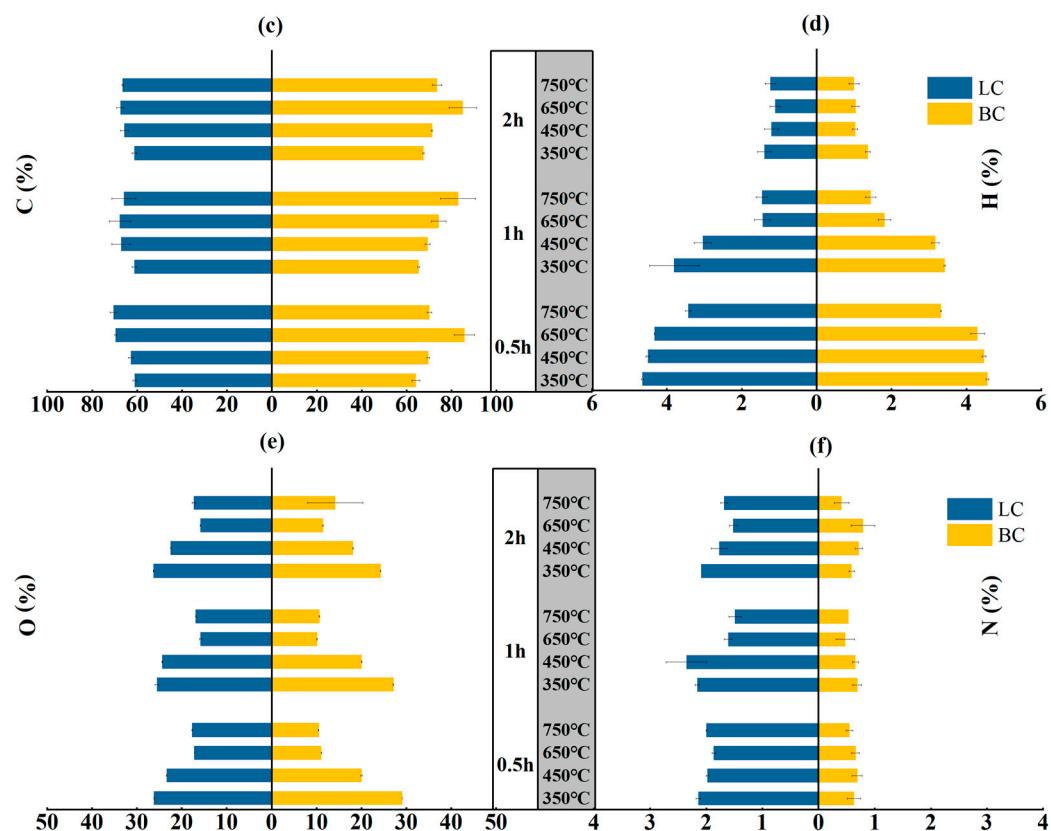 (c)
(d)
C (%)
2h
750°C
650°C
450°C
350°C
1h
750°C
650°C
450°C
350°C
0.5h
750°C
650°C
450°C
350°C
LC
BC
H (%)
100 80 60 40 20 0 20 40 60 80 100
6 4 2 0 2 4 6
(e)
(f)
O (%)
2h
750°C
650°C
450°C
350°C
1h
750°C
650°C
450°C
350°C
0.5h
750°C
650°C
450°C
350°C
LC
BC
N (%)
50 40 30 20 10 0 10 20 30 40 50
4 3 2 1 0 1 2 3 4